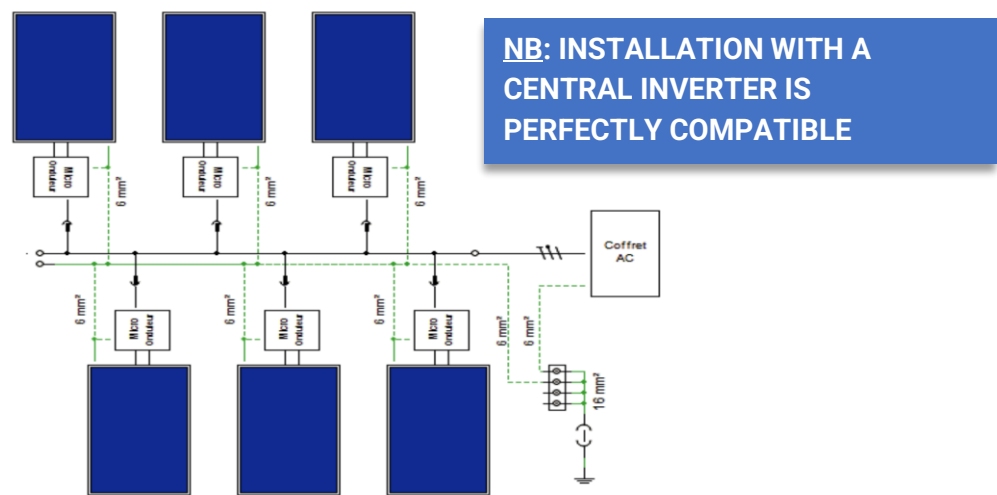 NB: INSTALLATION WITH A
CENTRAL INVERTER IS
PERFECTLY COMPATIBLE
Micro
Onduleur
6 mm²
Micro
Onduleur
6 mm²
Micro
Onduleur
6 mm²
Coffret
AC
6 mm²
Micro
Onduleur
6 mm²
Micro
Onduleur
6 mm²
Micro
Onduleur
6 mm²
6 mm²
16 mm²